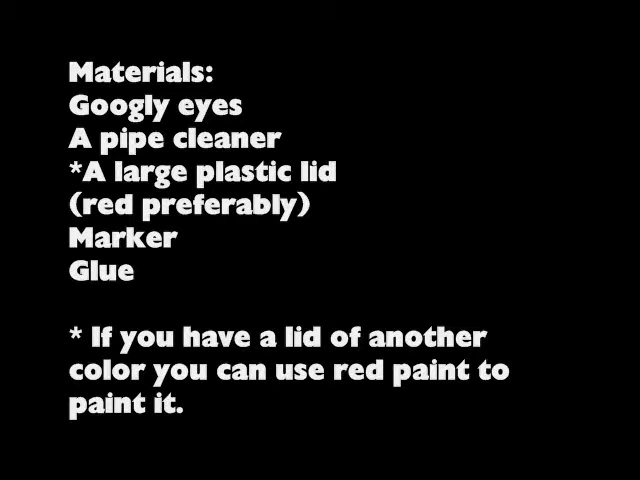 Materials:
Googly eyes
A pipe cleaner
*A large plastic lid
(red preferably)
Marker
Glue
* If you have a lid of another
color you can use red paint to
paint it.